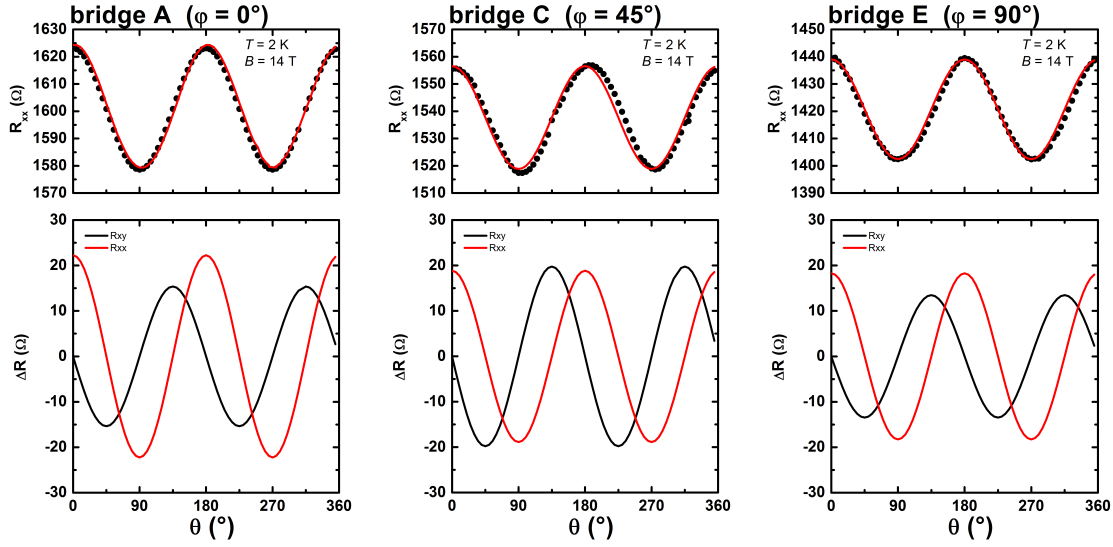 bridge A (φ = 0°)
1630
1620
1610
1600
1590
1580
1570
Rxx (Ω)
T = 2 K
B = 14 T
30
20
10
0
-10
-20
-30
ΔR (Ω)
Rxy
Rxx
0
90
180
270
360
θ (°)
bridge C (φ = 45°)
1570
1560
1550
1540
1530
1520
1510
Rxx (Ω)
T = 2 K
B = 14 T
30
20
10
0
-10
-20
-30
ΔR (Ω)
Rxy
Rxx
0
90
180
270
360
θ (°)
bridge E (φ = 90°)
1450
1440
1430
1420
1410
1400
1390
Rxx (Ω)
T = 2 K
B = 14 T
30
20
10
0
-10
-20
-30
ΔR (Ω)
Rxy
Rxx
0
90
180
270
360
θ (°)